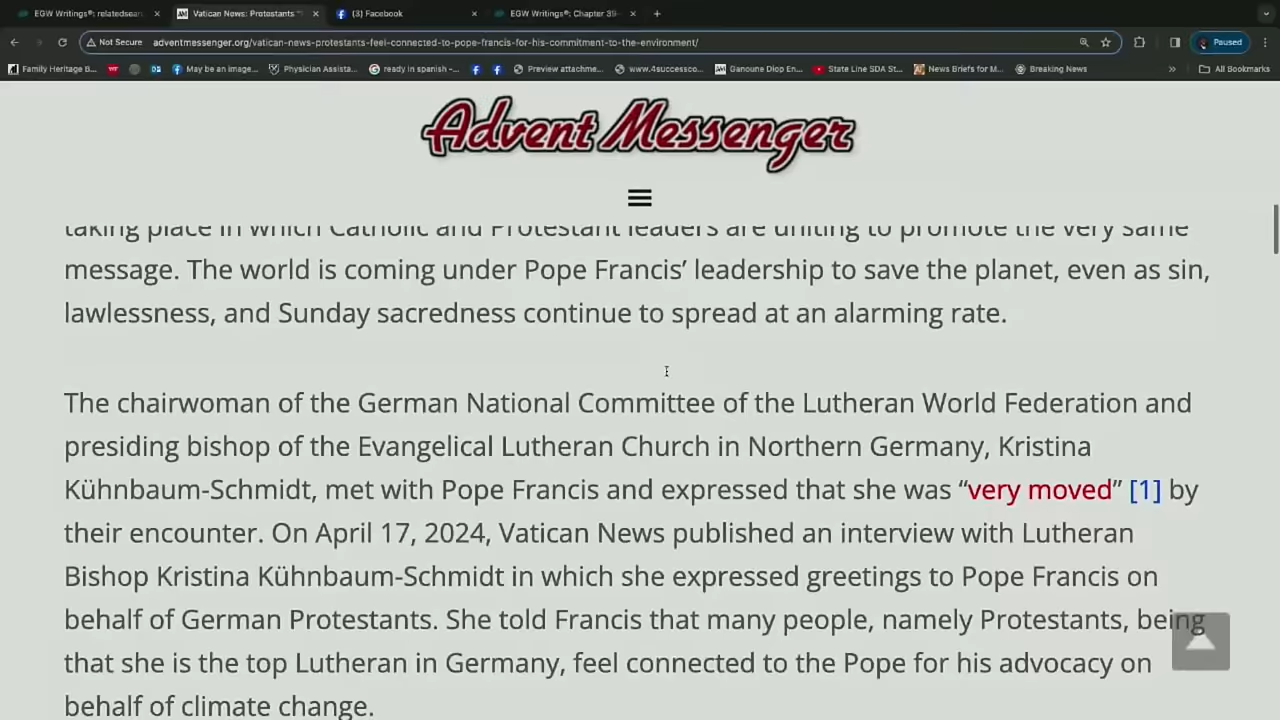 EGW Writings®: relatedsear
Vatican News: Protestants "
(3) Facebook
EGW Writings®: Chapter 39-
Not Secure
adventmessenger.org/vatican-news-protestants-feel-connected-to-pope-francis-for-his-commitment-to-the-environment/
Paused
Family Heritage B...
May be an image...
Physician Assista...
ready in spanish -...
Preview attachme...
www.4successco...
Ganoune Diop En...
State Line SDA St...
News Briefs for M...
Breaking News
»
All Bookmarks
Advent Messenger
taking place in which Catholic and Protestant leaders are uniting to promote the very same
message. The world is coming under Pope Francis’ leadership to save the planet, even as sin,
lawlessness, and Sunday sacredness continue to spread at an alarming rate.
The chairwoman of the German National Committee of the Lutheran World Federation and
presiding bishop of the Evangelical Lutheran Church in Northern Germany, Kristina
Kühnbaum-Schmidt, met with Pope Francis and expressed that she was “very moved” [1] by
their encounter. On April 17, 2024, Vatican News published an interview with Lutheran
Bishop Kristina Kühnbaum-Schmidt in which she expressed greetings to Pope Francis on
behalf of German Protestants. She told Francis that many people, namely Protestants, being
that she is the top Lutheran in Germany, feel connected to the Pope for his advocacy on
behalf of climate change.